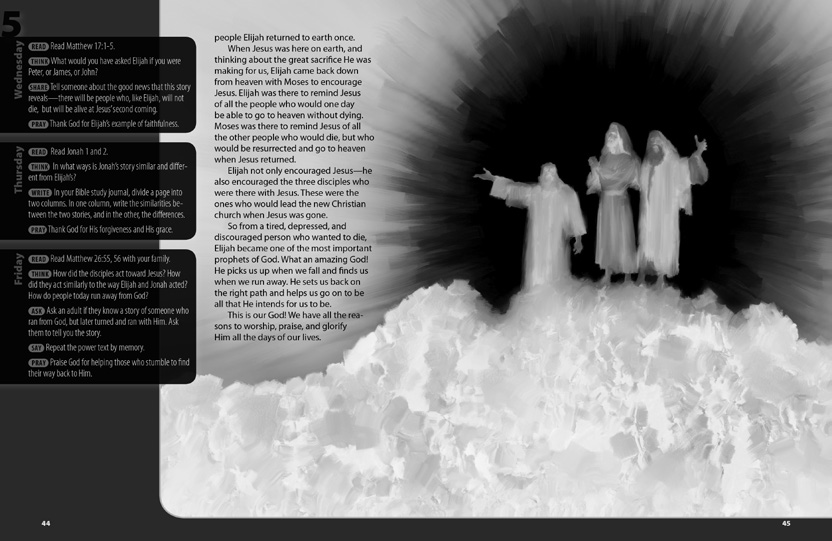 5
Wednesday
READ Read Matthew 17:1-5.
THINK What would you have asked Elijah if you were
Peter, or James, or John?
SHARE Tell someone about the good news that this story
reveals—there will be people who, like Elijah, will not
die, but will be alive at Jesus' second coming.
PRAY Thank God for Elijah's example of faithfulness.
Thursday
READ Read Jonah 1 and 2.
THINK In what ways is Jonah's story similar and differ-
ent from Elijah's?
WRITE In your Bible study journal, divide a page into
two columns. In one column, write the similarities be-
tween the two stories, and in the other, the differences.
PRAY Thank God for His forgiveness and His grace.
Friday
READ Read Matthew 26:55, 56 with your family.
THINK How did the disciples act toward Jesus? How
did they act similarly to the way Elijah and Jonah acted?
How do people today run away from God?
ASK Ask an adult if they know a story of someone who
ran from God, but later turned and ran with Him. Ask
them to tell you the story.
SAY Repeat the power text by memory.
PRAY Praise God for helping those who stumble to find
their way back to Him.
people Elijah returned to earth once.
When Jesus was here on earth, and
thinking about the great sacrifice He was
making for us, Elijah came back down
from heaven with Moses to encourage
Jesus. Elijah was there to remind Jesus
of all the people who would one day
be able to go to heaven without dying.
Moses was there to remind Jesus of all
the other people who would die, but who
would be resurrected and go to heaven
when Jesus returned.
Elijah not only encouraged Jesus—he
also encouraged the three disciples who
were there with Jesus. These were the
ones who would lead the new Christian
church when Jesus was gone.
So from a tired, depressed, and
discouraged person who wanted to die,
Elijah became one of the most important
prophets of God. What an amazing God!
He picks us up when we fall and finds us
when we run away. He sets us back on
the right path and helps us go on to be
all that He intends for us to be.
This is our God! We have all the rea-
sons to worship, praise, and glorify
Him all the days of our lives.
44
45